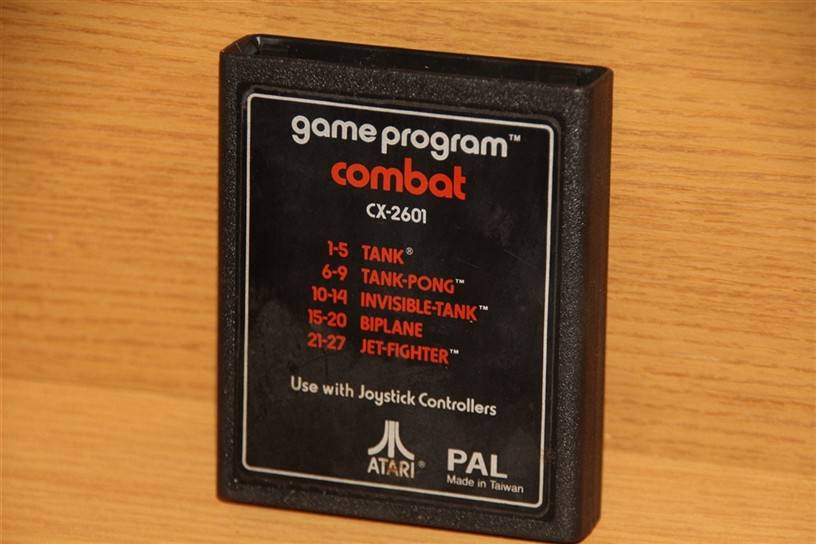 game program™
combat
CX-2601
1-5 TANK®
6-9 TANK-PONG™
10-14 INVISIBLE-TANK™
15-20 BIPLANE
21-27 JET-FIGHTER™
Use with Joystick Controllers
ATARI® PAL
Made in Taiwan